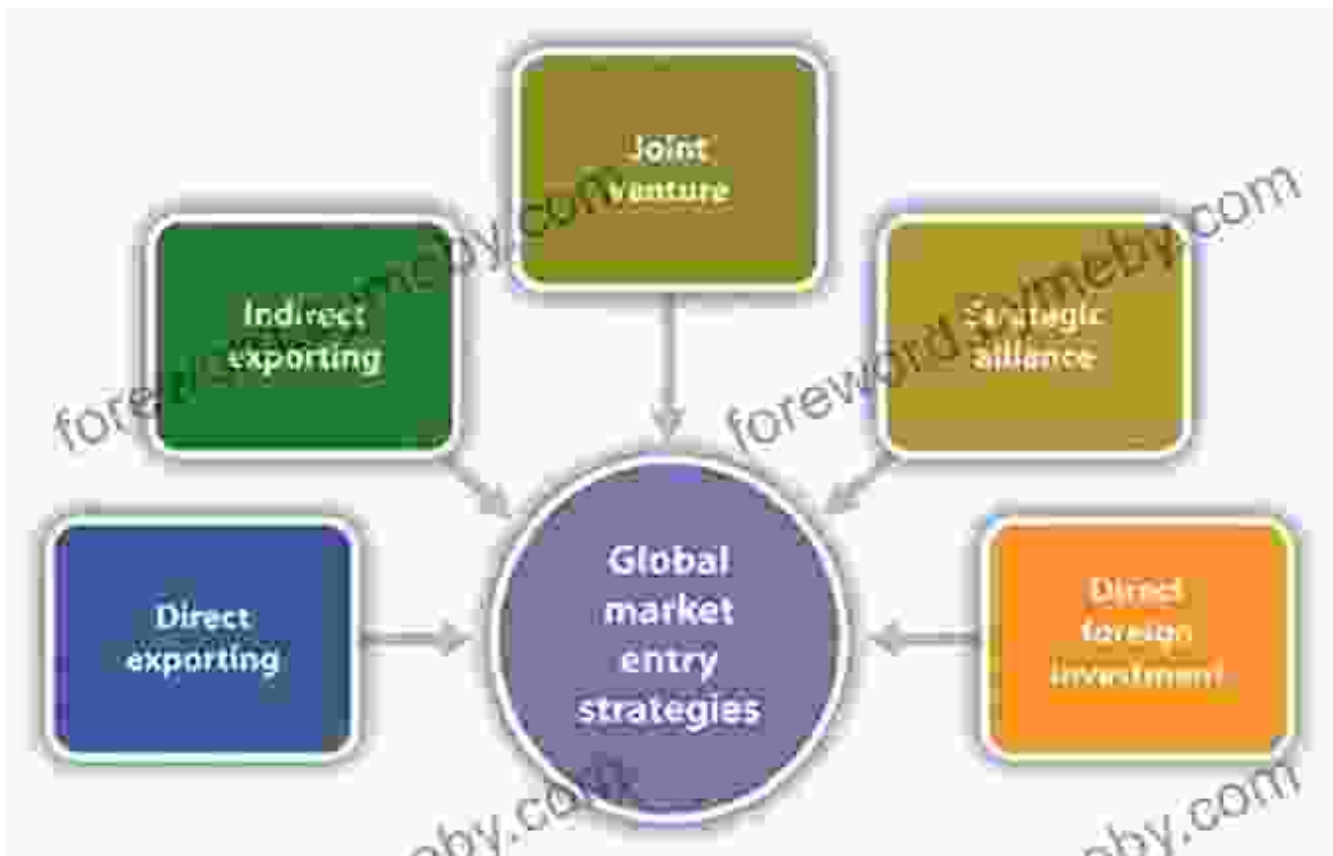 Joint
venture
Indirect
exporting
Strategic
alliance
Direct
exporting
Global
market
entry
strategies
Direct
foreign
investment